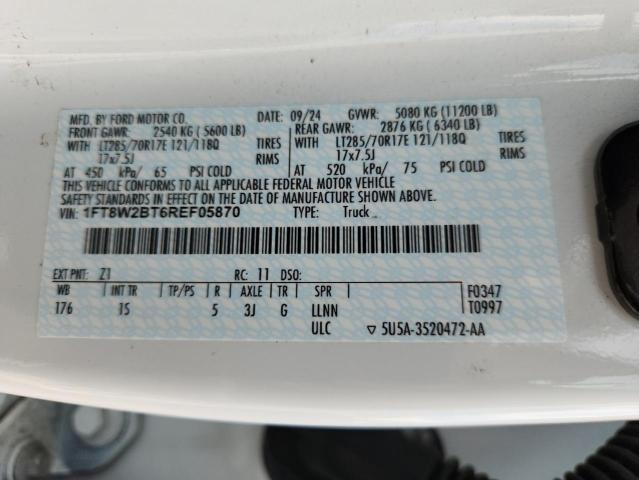 MFD. BY FORD MOTOR CO. DATE: 09/24 GVWR: 5080 KG (11200 LB)
FRONT GAWR: 2540 KG ( 5600 LB) REAR GAWR: 2876 KG ( 6340 LB)
WITH LT285/70R17E 121/118Q TIRES WITH LT285/70R17E 121/118Q TIRES
17x7.5J RIMS 17x7.5J RIMS
AT 450 kPa/ 65 PSI COLD AT 520 kPa/ 75 PSI COLD
THIS VEHICLE CONFORMS TO ALL APPLICABLE FEDERAL MOTOR VEHICLE
SAFETY STANDARDS IN EFFECT ON THE DATE OF MANUFACTURE SHOWN ABOVE.
VIN: 1FT8W2BT6REF05870 TYPE: Truck
EXT PNT: Z1 RC: 11 DSO:
WB INT TR TP/PS R AXLE TR SPR F0347
176 15 5 3J G LLNN T0997
ULC 5U5A-3520472-AA